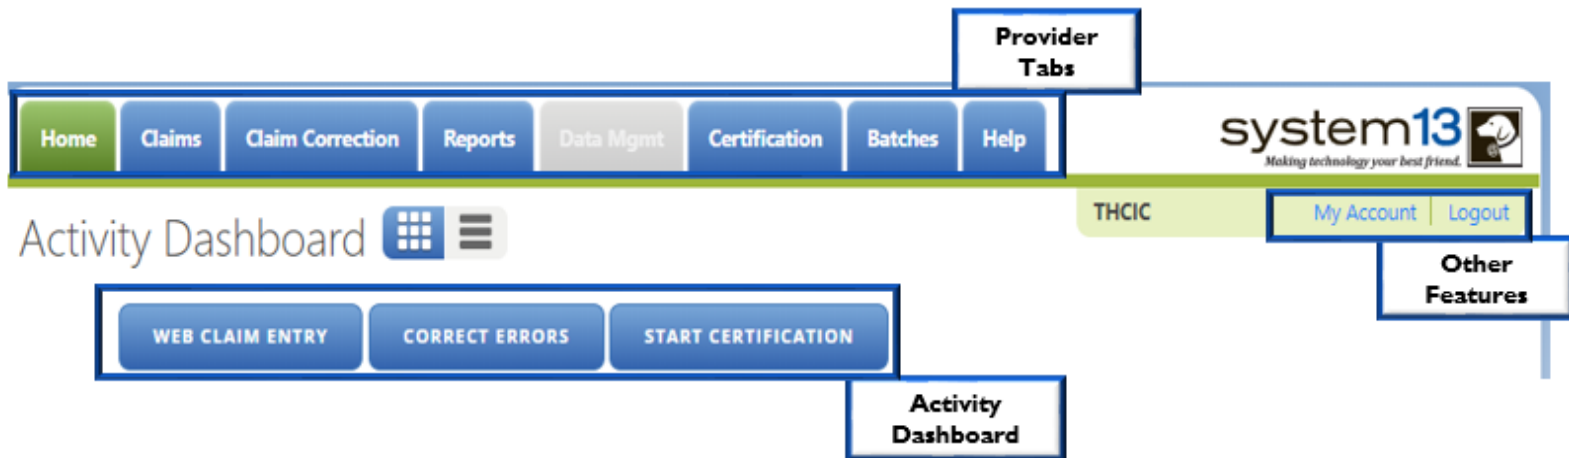 Provider
Tabs
Home Claims Claim Correction Reports Data Mgmt Certification Batches Help
system13
Making technology your best friend.
THCIC My Account Logout
Activity Dashboard
Other
Features
WEB CLAIM ENTRY CORRECT ERRORS START CERTIFICATION
Activity
Dashboard